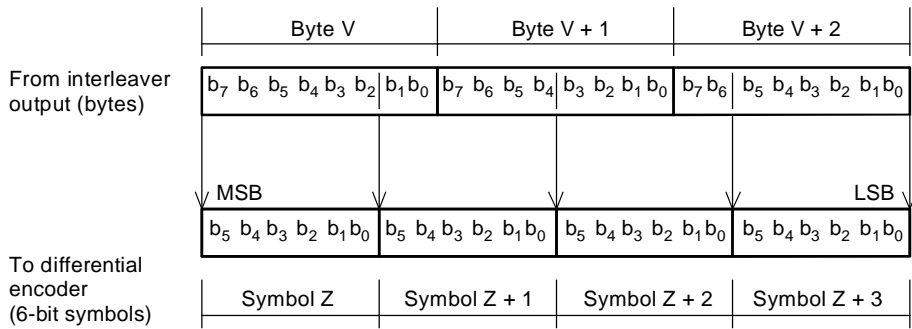 Byte V Byte V + 1 Byte V + 2
From interleaver
output (bytes)
b7 b6 b5 b4 b3 b2 b1 b0 b7 b6 b5 b4 b3 b2 b1 b0 b7 b6 b5 b4 b3 b2 b1 b0
MSB LSB
b5 b4 b3 b2 b1 b0 b5 b4 b3 b2 b1 b0 b5 b4 b3 b2 b1 b0 b5 b4 b3 b2 b1 b0
To differential
encoder
(6-bit symbols)
Symbol Z Symbol Z + 1 Symbol Z + 2 Symbol Z + 3